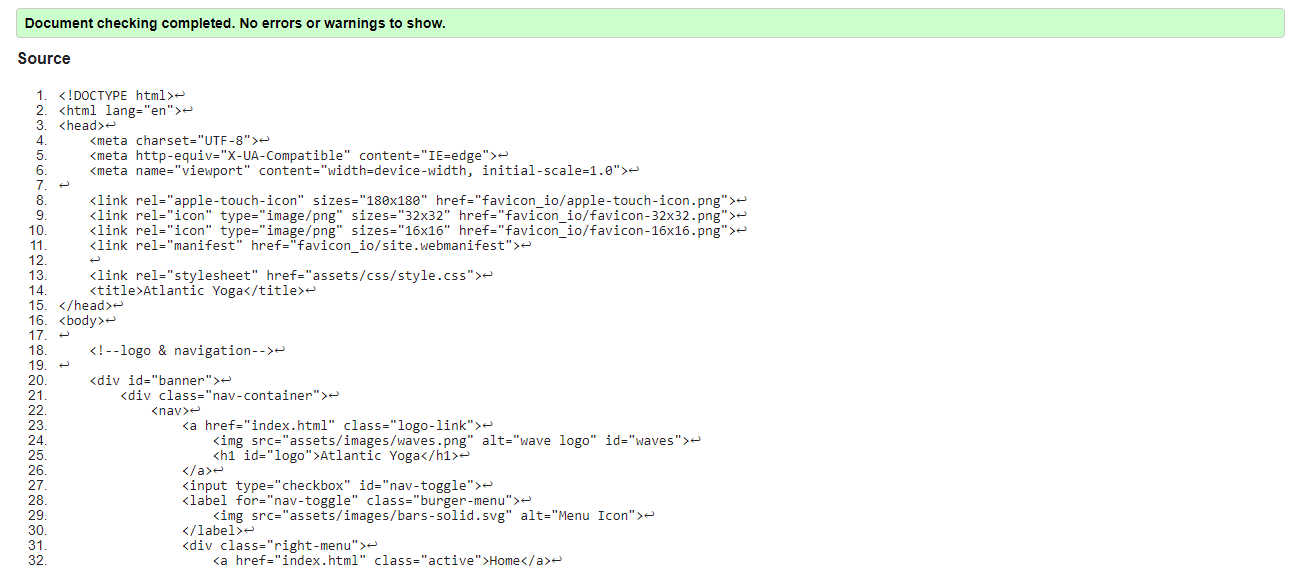 Document checking completed. No errors or warnings to show.
Source
1. <!DOCTYPE html>↩
2. <html lang="en">↩
3. <head>↩
4.     <meta charset="UTF-8">↩
5.     <meta http-equiv="X-UA-Compatible" content="IE=edge">↩
6.     <meta name="viewport" content="width=device-width, initial-scale=1.0">↩
7. ↩
8.     <link rel="apple-touch-icon" sizes="180x180" href="favicon_io/apple-touch-icon.png">↩
9.     <link rel="icon" type="image/png" sizes="32x32" href="favicon_io/favicon-32x32.png">↩
10.     <link rel="icon" type="image/png" sizes="16x16" href="favicon_io/favicon-16x16.png">↩
11.     <link rel="manifest" href="favicon_io/site.webmanifest">↩
12.     ↩
13.     <link rel="stylesheet" href="assets/css/style.css">↩
14.     <title>Atlantic Yoga</title>↩
15. </head>↩
16. <body>↩
17. ↩
18.     <!--logo & navigation-->↩
19. ↩
20.     <div id="banner">↩
21.         <div class="nav-container">↩
22.             <nav>↩
23.                 <a href="index.html" class="logo-link">↩
24.                     <img src="assets/images/waves.png" alt="wave logo" id="waves">↩
25.                     <h1 id="logo">Atlantic Yoga</h1>↩
26.                 </a>↩
27.                 <input type="checkbox" id="nav-toggle">↩
28.                 <label for="nav-toggle" class="burger-menu">↩
29.                     <img src="assets/images/bars-solid.svg" alt="Menu Icon">↩
30.                 </label>↩
31.                 <div class="right-menu">↩
32.                     <a href="index.html" class="active">Home</a>↩